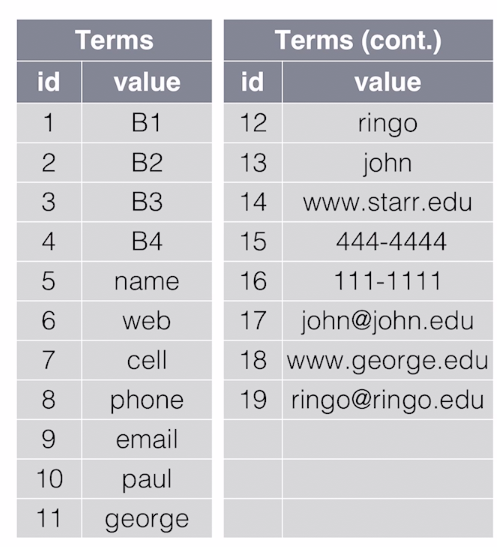 Terms
id value
1 B1
2 B2
3 B3
4 B4
5 name
6 web
7 cell
8 phone
9 email
10 paul
11 george
Terms (cont.)
id value
12 ringo
13 john
14 www.starr.edu
15 444-4444
16 111-1111
17 john@john.edu
18 www.george.edu
19 ringo@ringo.edu